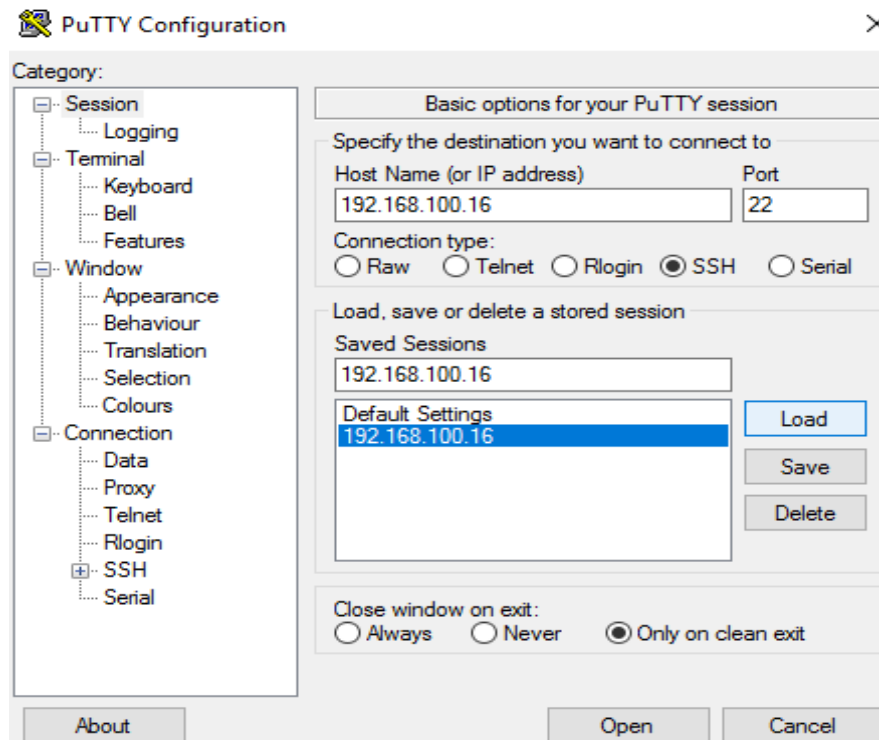 PuTTY Configuration
Category:
Session
Logging
Terminal
Keyboard
Bell
Features
Window
Appearance
Behaviour
Translation
Selection
Colours
Connection
Data
Proxy
Telnet
Rlogin
SSH
Serial
Basic options for your PuTTY session
Specify the destination you want to connect to
Host Name (or IP address) Port
192.168.100.16 22
Connection type:
Raw Telnet Rlogin SSH Serial
Load, save or delete a stored session
Saved Sessions
192.168.100.16
Default Settings
192.168.100.16
Load
Save
Delete
Close window on exit:
Always Never Only on clean exit
About Open Cancel